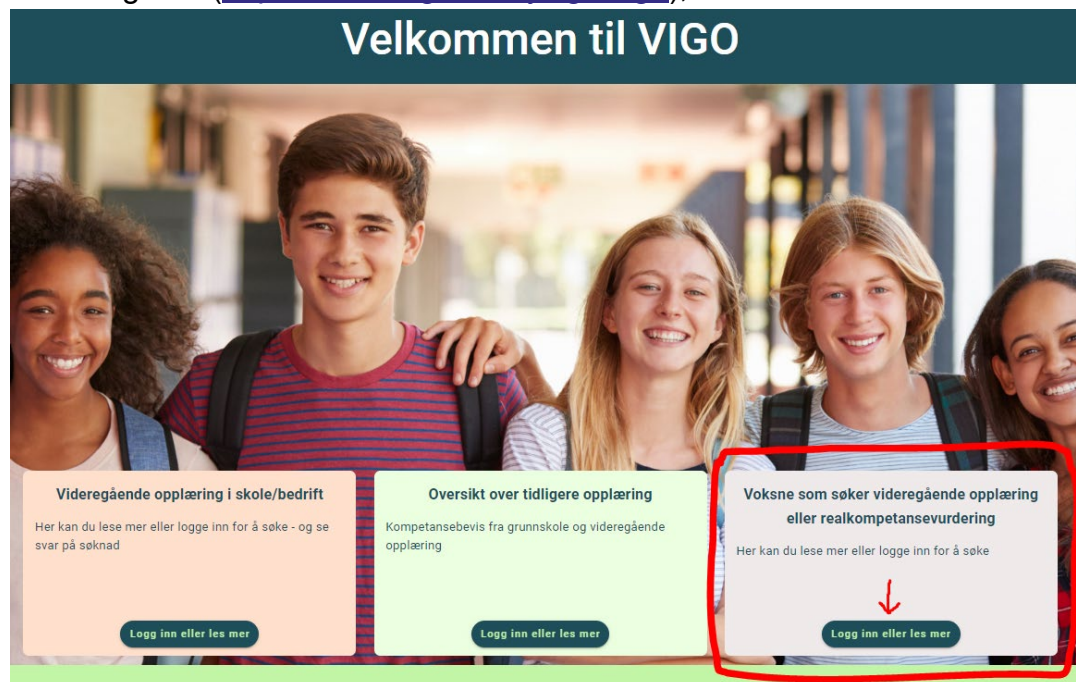 Velkommen til VIGO
Videregående opplæring i skole/bedrift
Her kan du lese mer eller logge inn for å søke - og se
svar på søknad
Logg inn eller les mer
Oversikt over tidligere opplæring
Kompetansebevis fra grunnskole og videregående
opplæring
Logg inn eller les mer
Voksne som søker videregående opplæring
eller realkompetansevurdering
Her kan du lese mer eller logge inn for å søke
Logg inn eller les mer